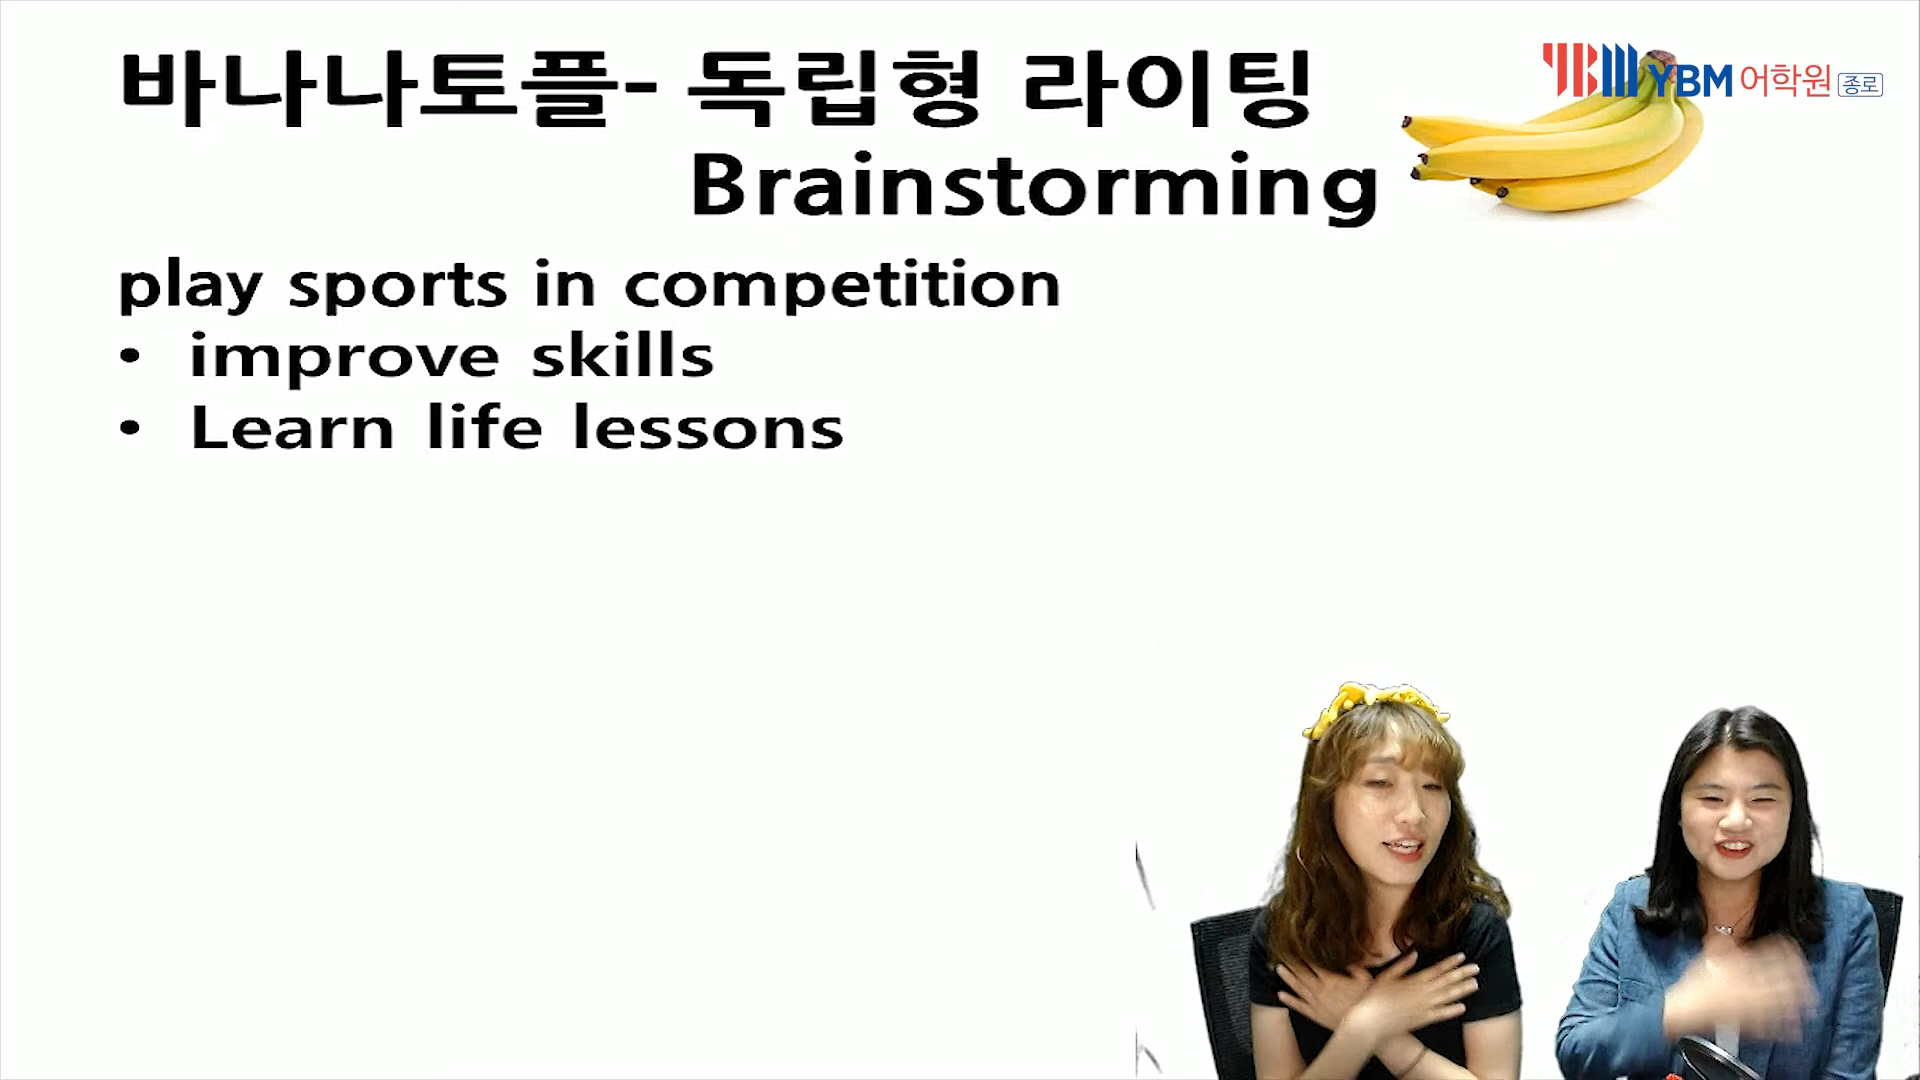 바나나토플- 독립형 라이팅
YBM 어학원 종로
Brainstorming
play sports in competition
• improve skills
• Learn life lessons